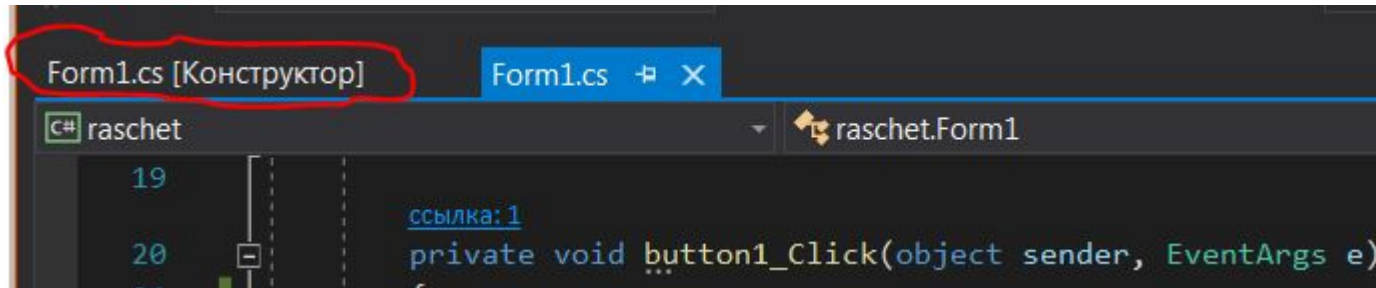 Form1.cs [Конструктор] Form1.cs
C# raschet raschet.Form1
19
ссылка: 1
20 private void button1_Click(object sender, EventArgs e)